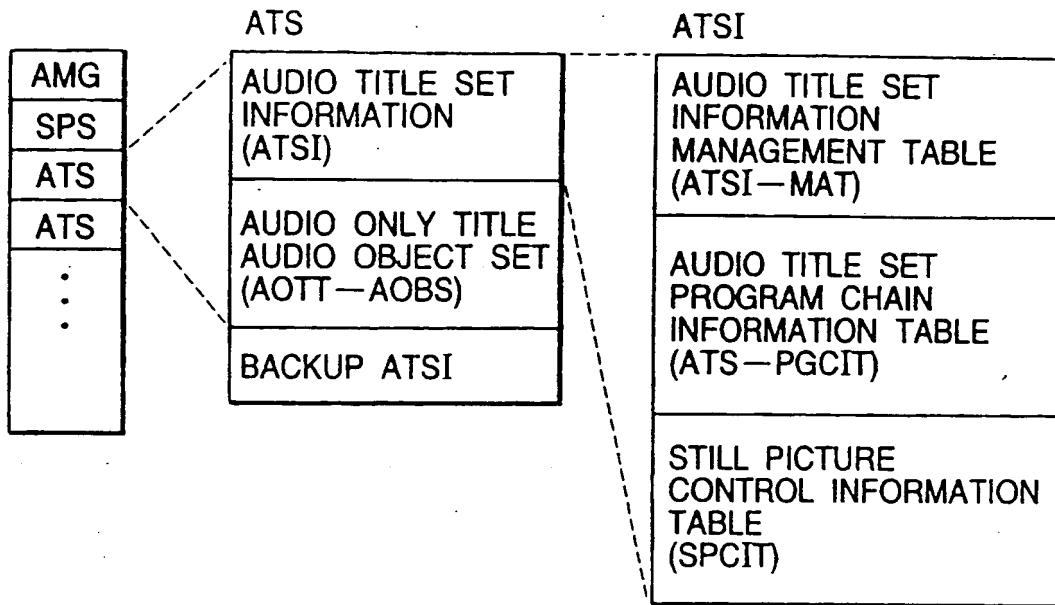 ATS
ATSI
AMG
SPS
ATS
ATS
AUDIO TITLE SET
INFORMATION
(ATSI)
AUDIO ONLY TITLE
AUDIO OBJECT SET
(AOTT—AOBS)
BACKUP ATSI
AUDIO TITLE SET
INFORMATION
MANAGEMENT TABLE
(ATSI—MAT)
AUDIO TITLE SET
PROGRAM CHAIN
INFORMATION TABLE
(ATS—PGCIT)
STILL PICTURE
CONTROL INFORMATION
TABLE
(SPCIT)